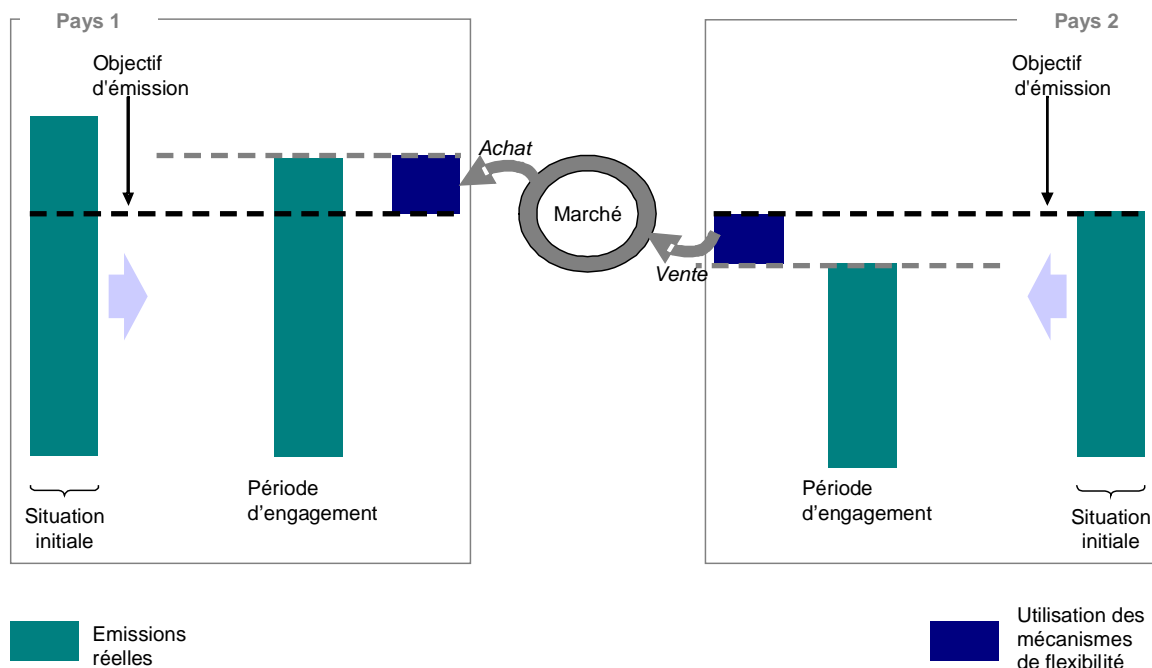 Pays 1
Objectif
d'émission
Période
d'engagement
Situation
initiale
Achat
Marché
Vente
Pays 2
Objectif
d'émission
Période
d'engagement
Situation
initiale
Emissions
réelles
Utilisation des
mécanismes
de flexibilité